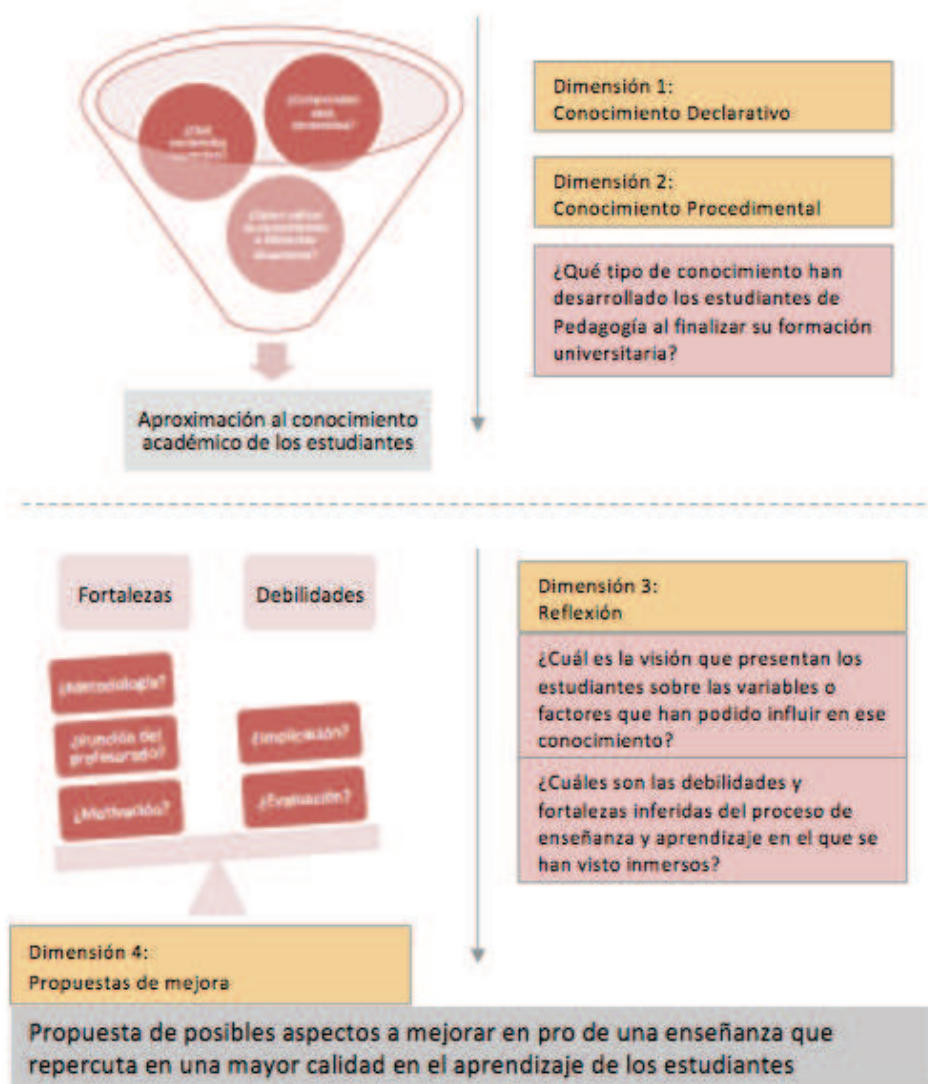 Dimensión 1:
Conocimiento Declarativo
Dimensión 2:
Conocimiento Procedimental
¿Qué tipo de conocimiento han
desarrollado los estudiantes de
Pedagogía al finalizar su formación
universitaria?
Aproximación al conocimiento
académico de los estudiantes
Fortalezas
Debilidades
¿Metodología?
¿Función del
profesorado?
¿Motivación?
¿Implicación?
¿Evaluación?
Dimensión 3:
Reflexión
¿Cuál es la visión que presentan los
estudiantes sobre las variables o
factores que han podido influir en ese
conocimiento?
¿Cuáles son las debilidades y
fortalezas inferidas del proceso de
enseñanza y aprendizaje en el que se
han visto inmersos?
Dimensión 4:
Propuestas de mejora
Propuesta de posibles aspectos a mejorar en pro de una enseñanza que
repercuta en una mayor calidad en el aprendizaje de los estudiantes